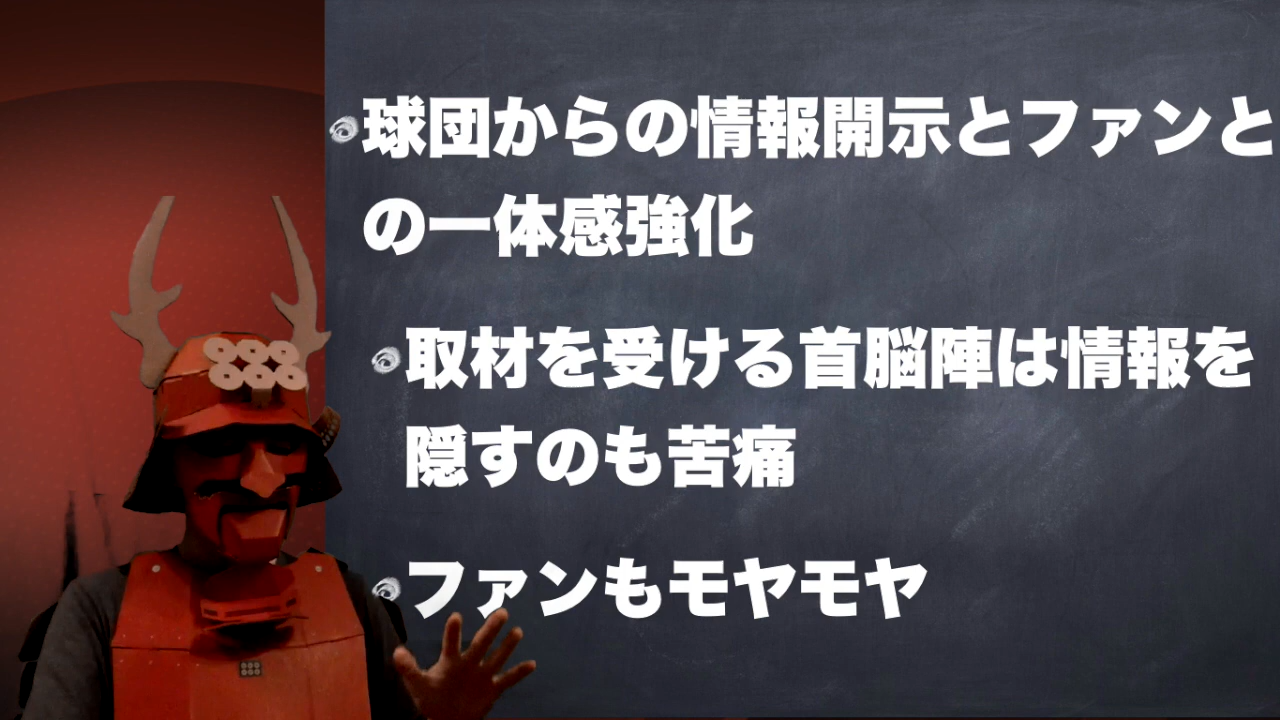 球団からの情報開示とファンと
の一体感強化
取材を受ける首脳陣は情報を
隠すのも苦痛
ファンもモヤモヤ